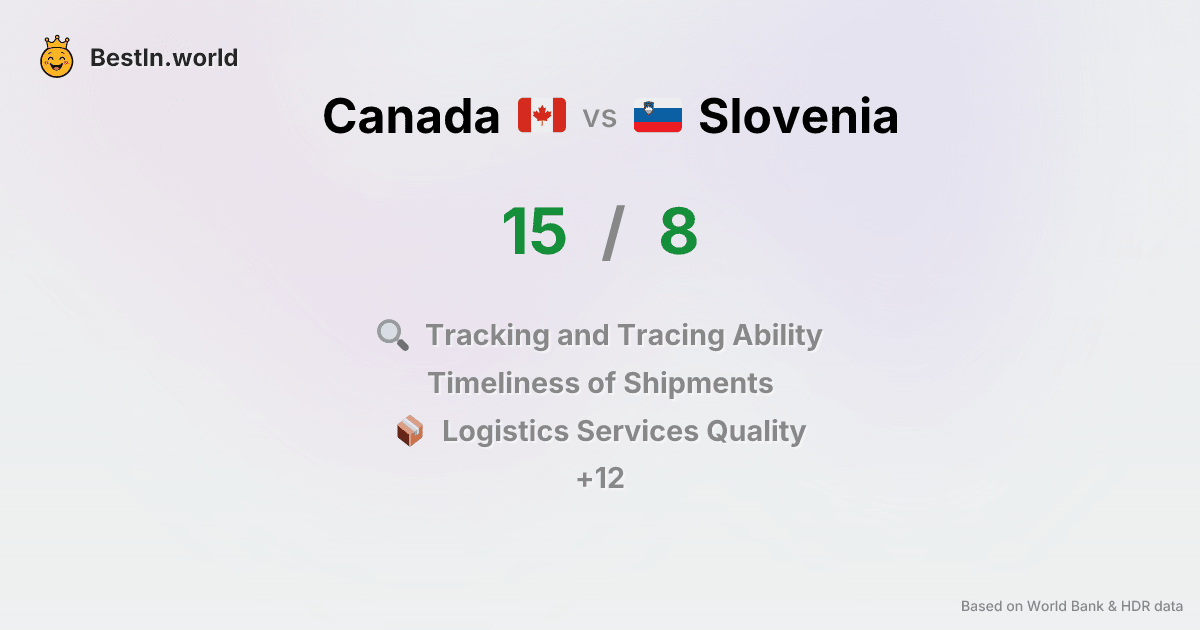 BestIn.world
Canada vs Slovenia
15 / 8
Tracking and Tracing Ability
Timeliness of Shipments
Logistics Services Quality
+12
Based on World Bank & HDR data